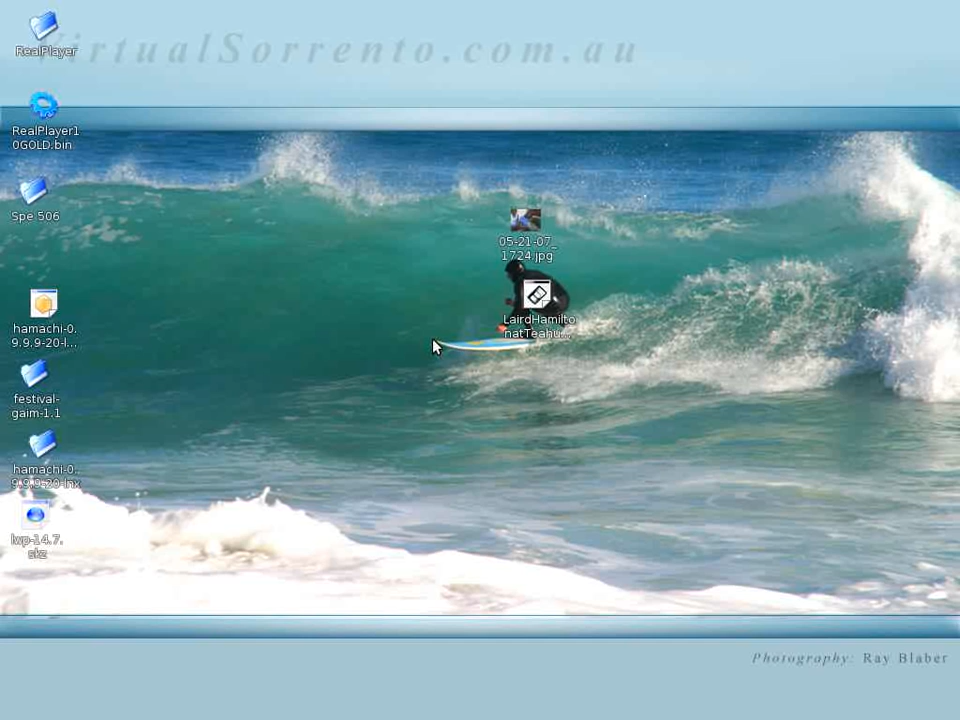 VirtualSorrento.com.au
RealPlayer
RealPlayer1
0GOLD.bin
Spe 506
05-21-07_
1724.jpg
hamachi-0.
9.9.9-20-l...
LairdHamilto
natTeahu...
festival-
gaim-1.1
hamachi-0.
9.9.9-20-lnx
lwp-14.7.
skz
Photography: Ray Blaber